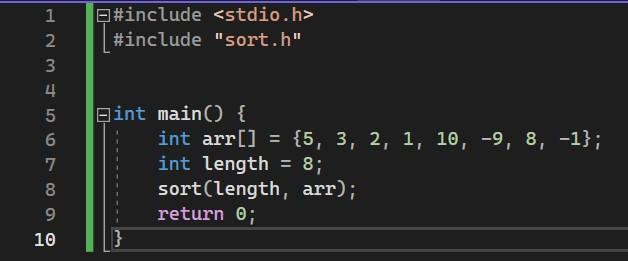 1 #include <stdio.h>
2 #include "sort.h"
3
4
5 int main() {
6 int arr[] = {5, 3, 2, 1, 10, -9, 8, -1};
7 int length = 8;
8 sort(length, arr);
9 return 0;
10 }